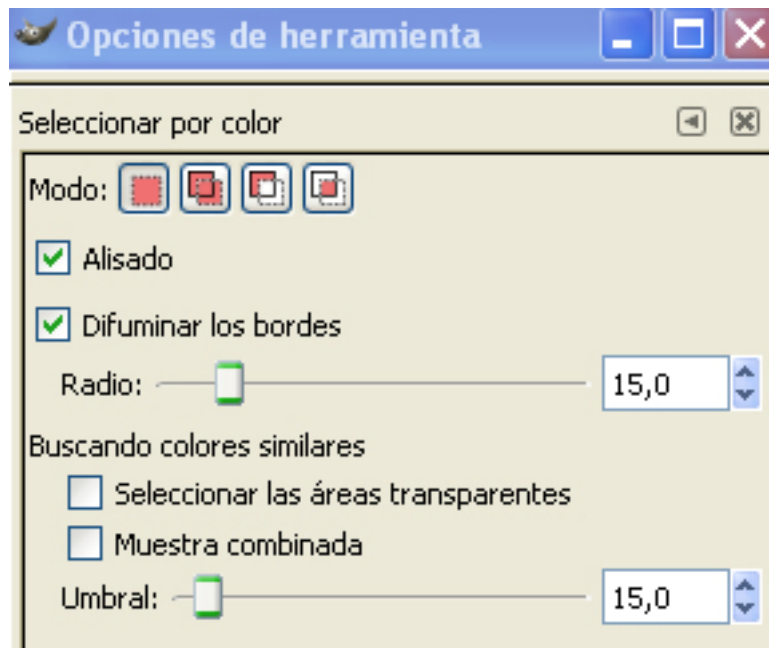 Opciones de herramienta
Seleccionar por color
Modo:
Alisado
Difuminar los bordes
Radio: 15,0
Buscando colores similares
Seleccionar las áreas transparentes
Muestra combinada
Umbral: 15,0